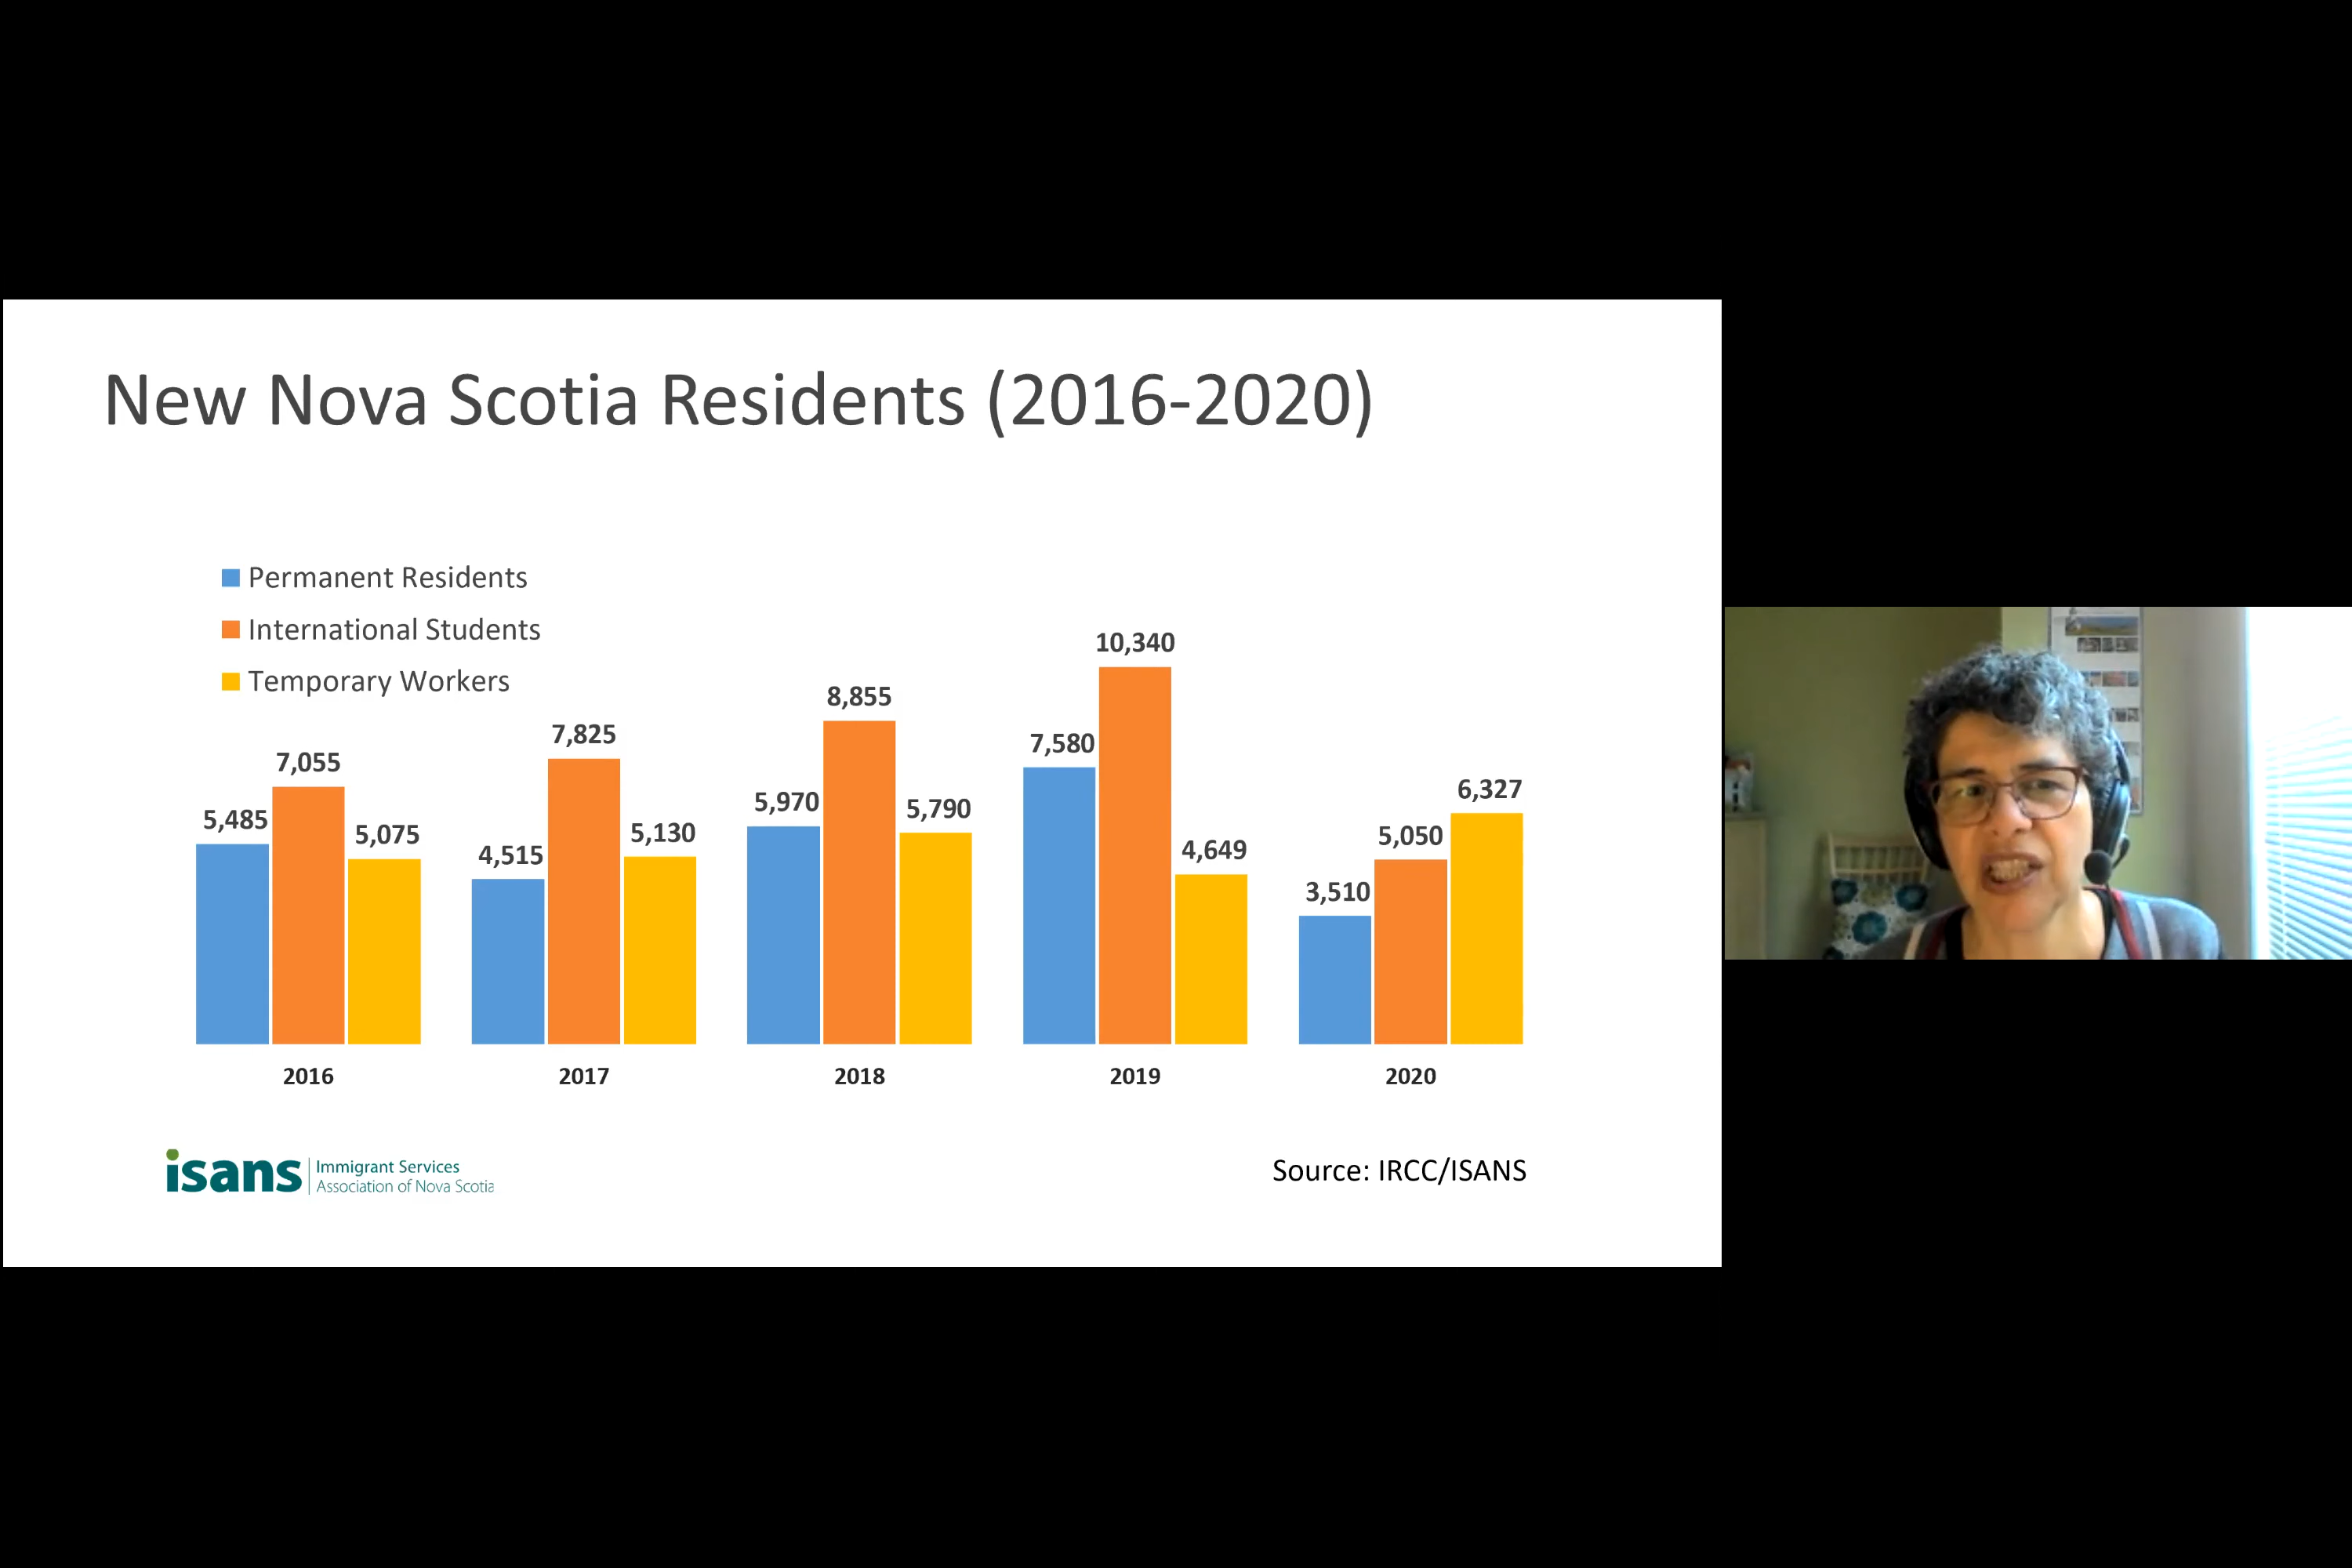 New Nova Scotia Residents (2016-2020)
Permanent Residents
International Students
Temporary Workers
5,485
7,055
5,075
4,515
7,825
5,130
5,970
8,855
5,790
7,580
10,340
4,649
3,510
5,050
6,327
2016
2017
2018
2019
2020
isans
Immigrant Services
Association of Nova Scotia
Source: IRCC/ISANS